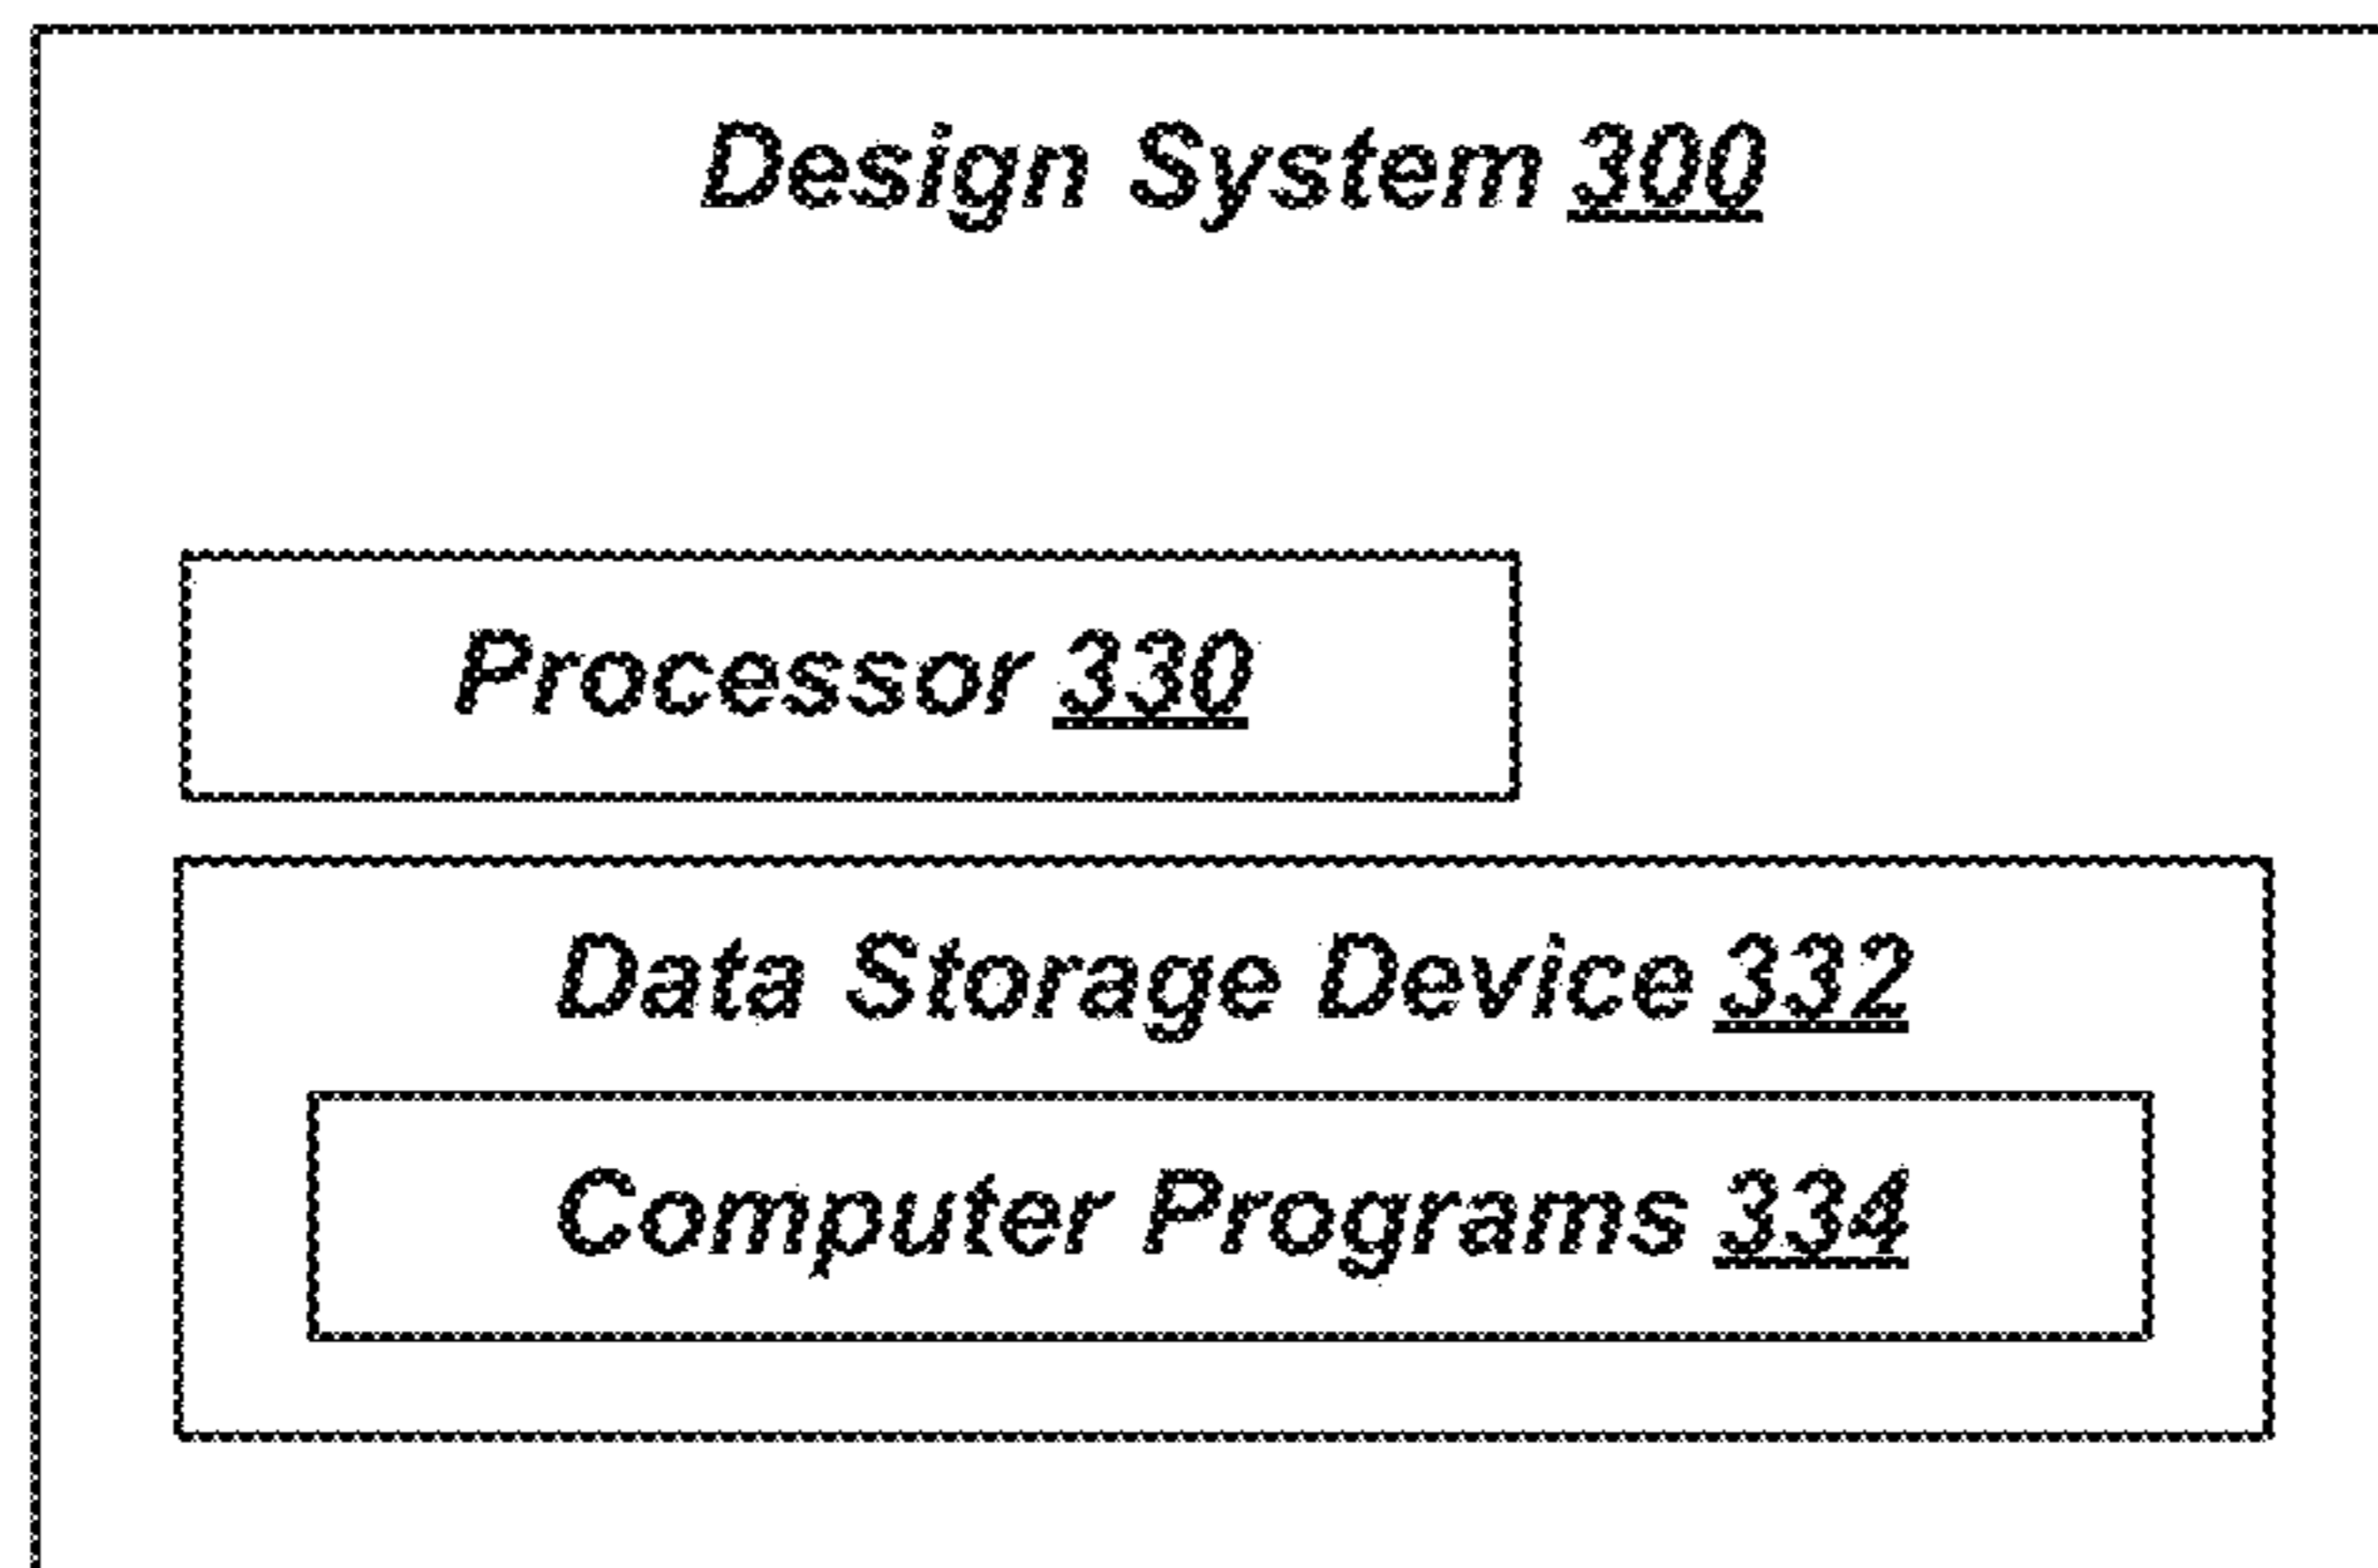 Design System 300
Processor 330
Data Storage Device 332
Computer Programs 334